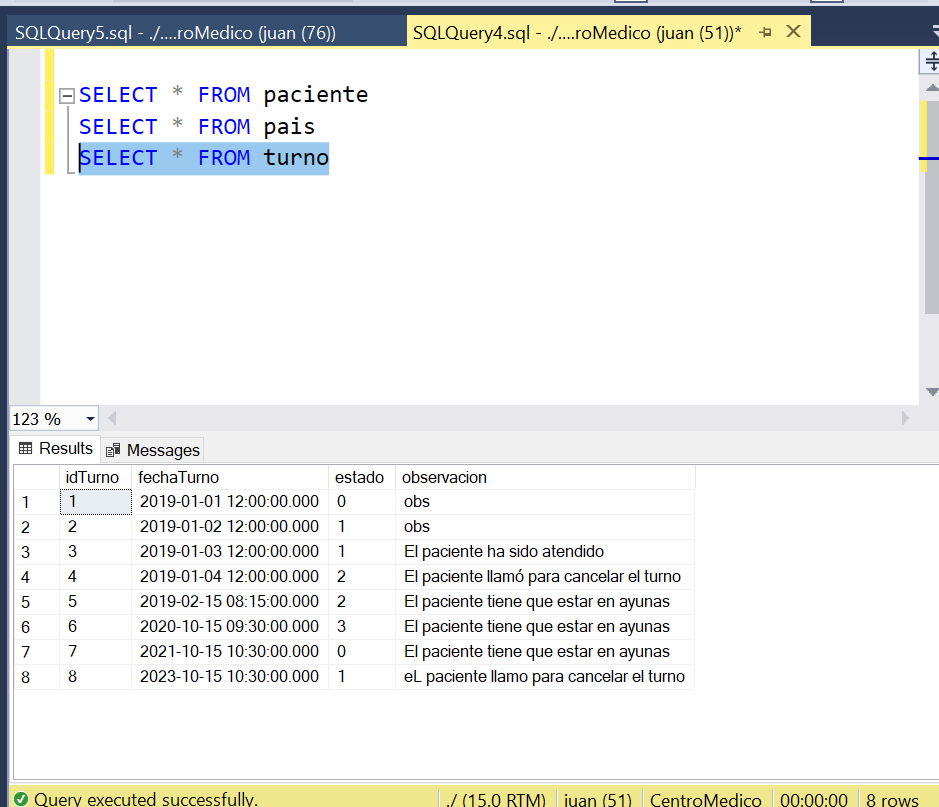 SQLQuery5.sql - ./....roMedico (juan (76)) SQLQuery4.sql - ./....roMedico (juan (51))*
SELECT * FROM paciente
SELECT * FROM pais
SELECT * FROM turno
123 %
Results Messages
idTurno fechaTurno estado observacion
1 1 2019-01-01 12:00:00.000 0 obs
2 2 2019-01-02 12:00:00.000 1 obs
3 3 2019-01-03 12:00:00.000 1 El paciente ha sido atendido
4 4 2019-01-04 12:00:00.000 2 El paciente llamó para cancelar el turno
5 5 2019-02-15 08:15:00.000 2 El paciente tiene que estar en ayunas
6 6 2020-10-15 09:30:00.000 3 El paciente tiene que estar en ayunas
7 7 2021-10-15 10:30:00.000 0 El paciente tiene que estar en ayunas
8 8 2023-10-15 10:30:00.000 1 eL paciente llamo para cancelar el turno
Query executed successfully. ./ (15.0 RTM) juan (51) CentroMedico 00:00:00 8 rows